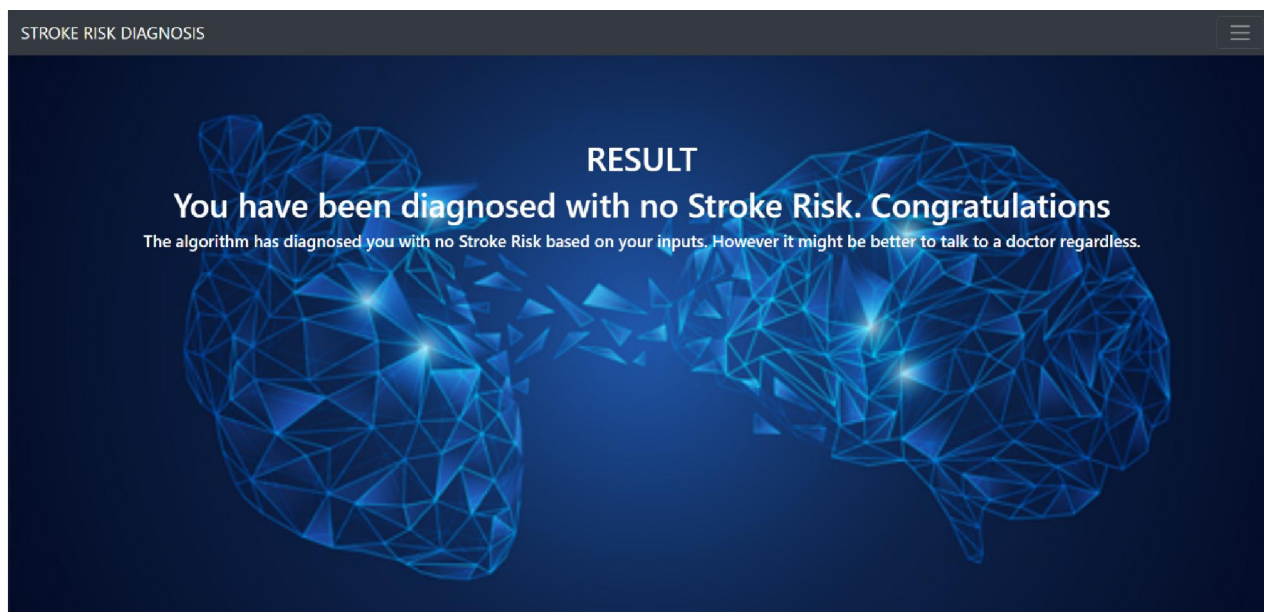 STROKE RISK DIAGNOSIS
RESULT
You have been diagnosed with no Stroke Risk. Congratulations
The algorithm has diagnosed you with no Stroke Risk based on your inputs. However it might be better to talk to a doctor regardless.